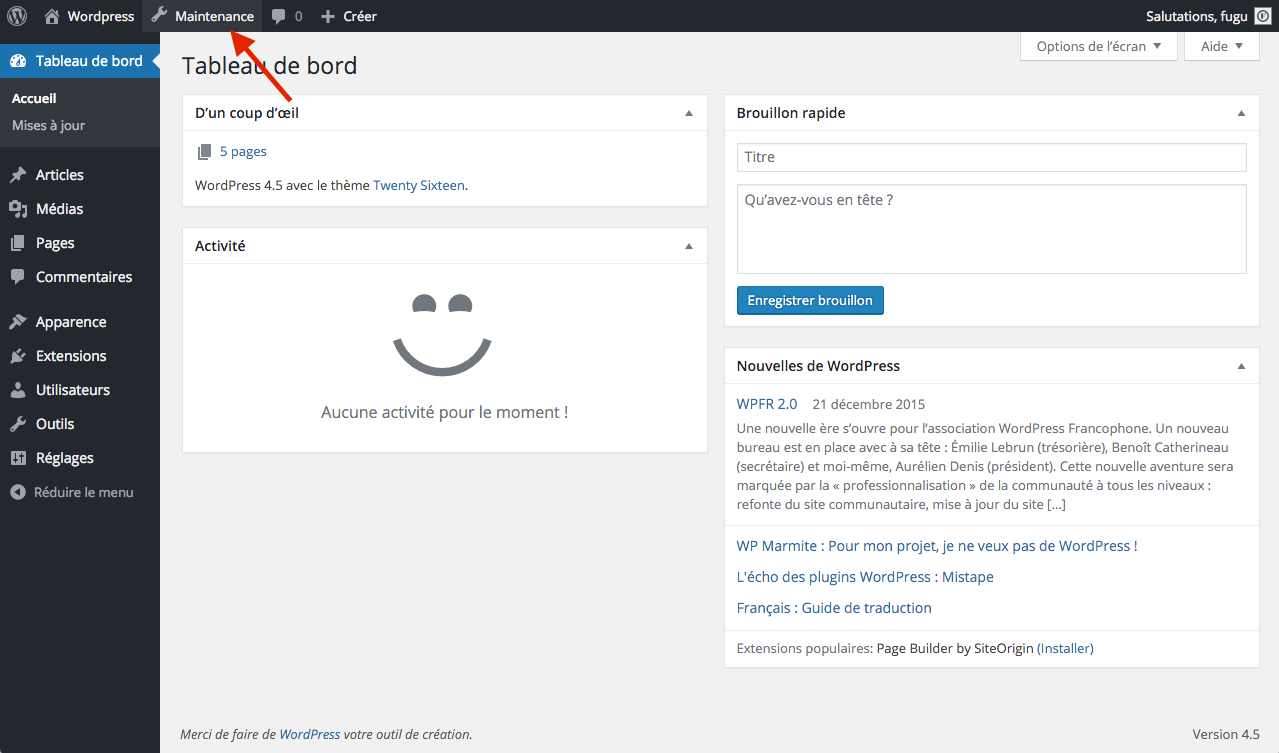 Wordpress Maintenance 0 Créer Salutations, fugu
Tableau de bord
Accueil
Mises à jour
Articles
Médias
Pages
Commentaires
Apparence
Extensions
Utilisateurs
Outils
Réglages
Réduire le menu
Options de l’écran Aide
Tableau de bord
D’un coup d’œil
5 pages
WordPress 4.5 avec le thème Twenty Sixteen.
Activité
Aucune activité pour le moment !
Brouillon rapide
Titre
Qu’avez-vous en tête ?
Enregistrer brouillon
Nouvelles de WordPress
WPFR 2.0 21 décembre 2015
Une nouvelle ère s’ouvre pour l’association WordPress Francophone. Un nouveau
bureau est en place avec à sa tête : Émilie Lebrun (trésorière), Benoît Catherineau
(secrétaire) et moi-même, Aurélien Denis (président). Cette nouvelle aventure sera
marquée par la « professionnalisation » de la communauté à tous les niveaux :
refonte du site communautaire, mise à jour du site […]
WP Marmite : Pour mon projet, je ne veux pas de WordPress !
L'écho des plugins WordPress : Mistape
Français : Guide de traduction
Extensions populaires: Page Builder by SiteOrigin (Installer)
Merci de faire de WordPress votre outil de création.
Version 4.5